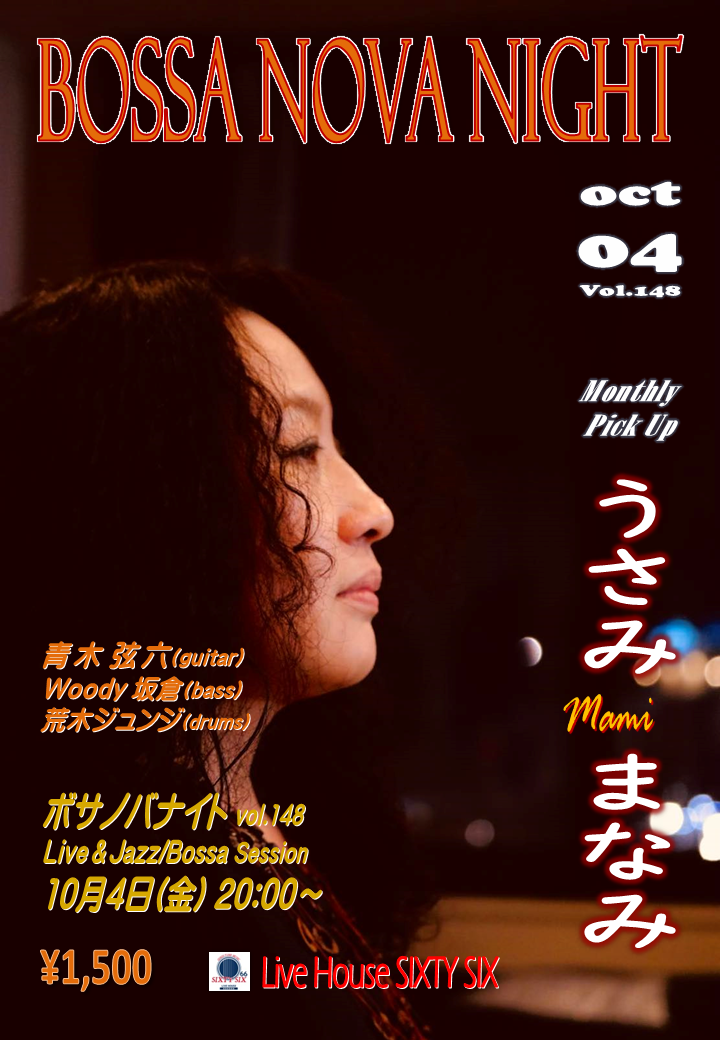 BOSSA NOVA NIGHT
oct
04
Vol.148
Monthly
Pick Up
うさみ
Mami
まなみ
青木 弦六(guitar)
Woody 坂倉(bass)
荒木ジュンジ(drums)
ボサノバナイト vol.148
Live & Jazz/Bossa Session
10月4日(金) 20:00~
¥1,500
66
SIXTY SIX
Live House SIXTY SIX